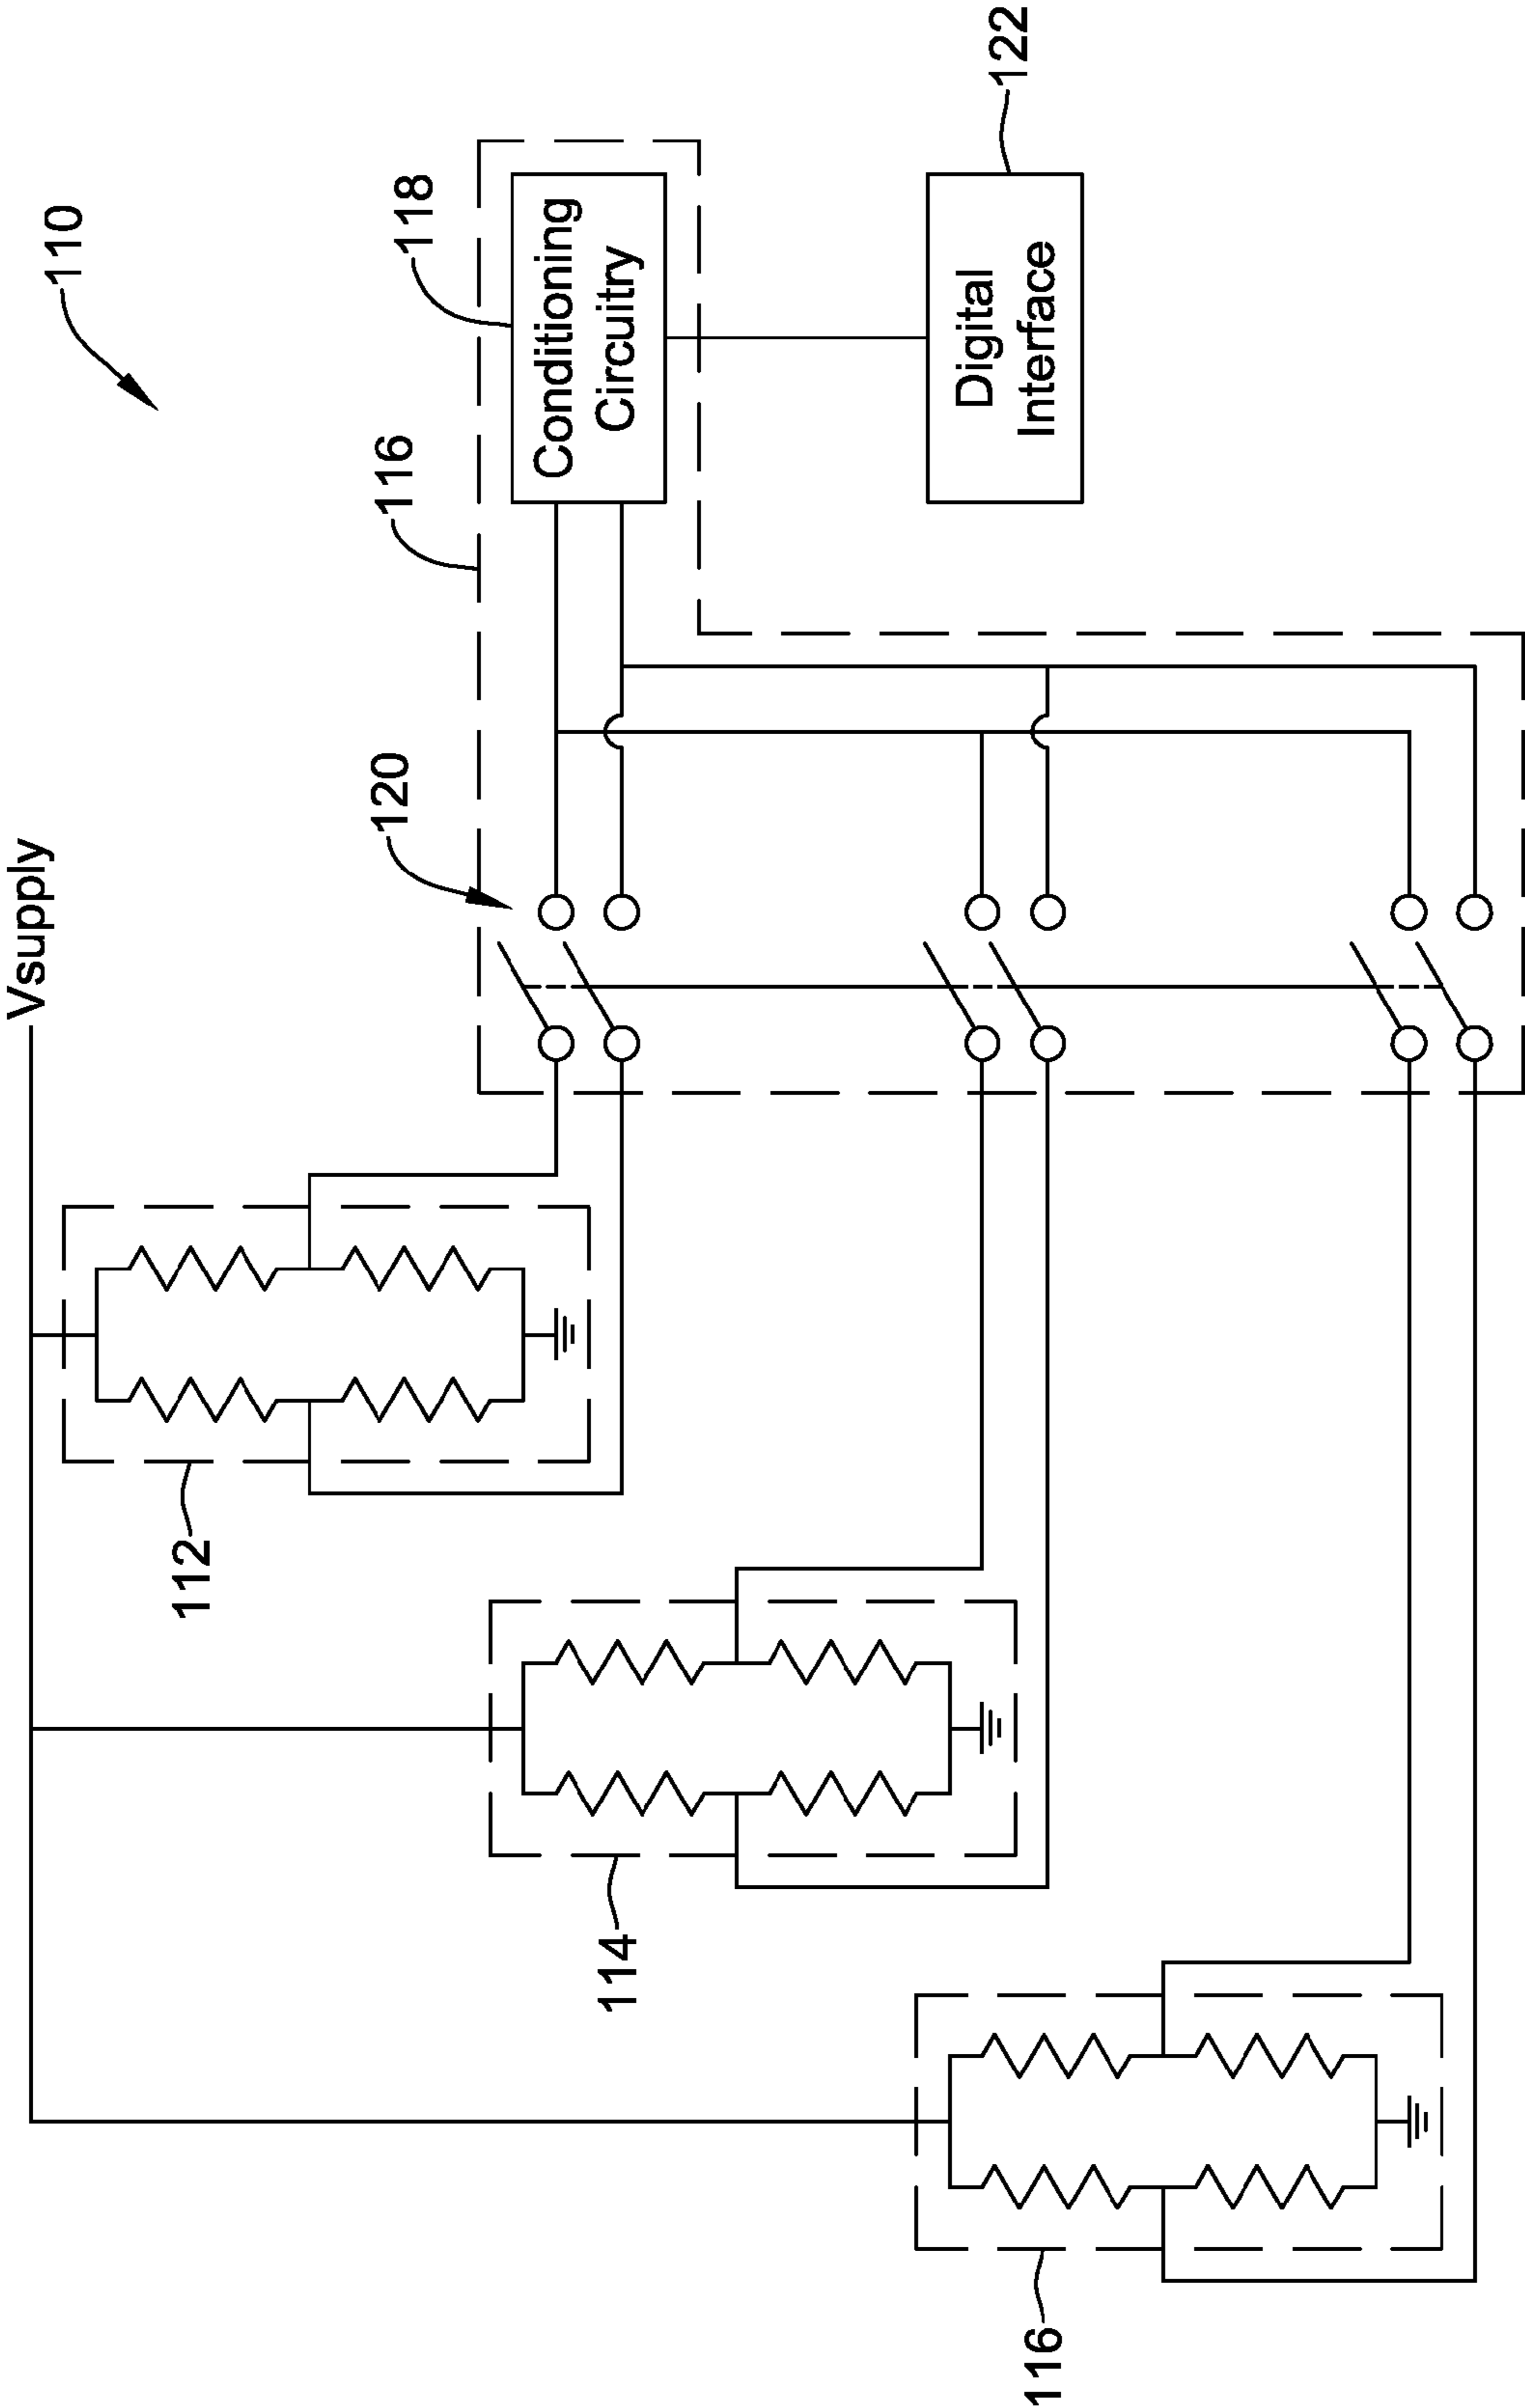 110
Vsupply
112
114
116
116
118
120
Conditioning
Circuitry
Digital
Interface
122